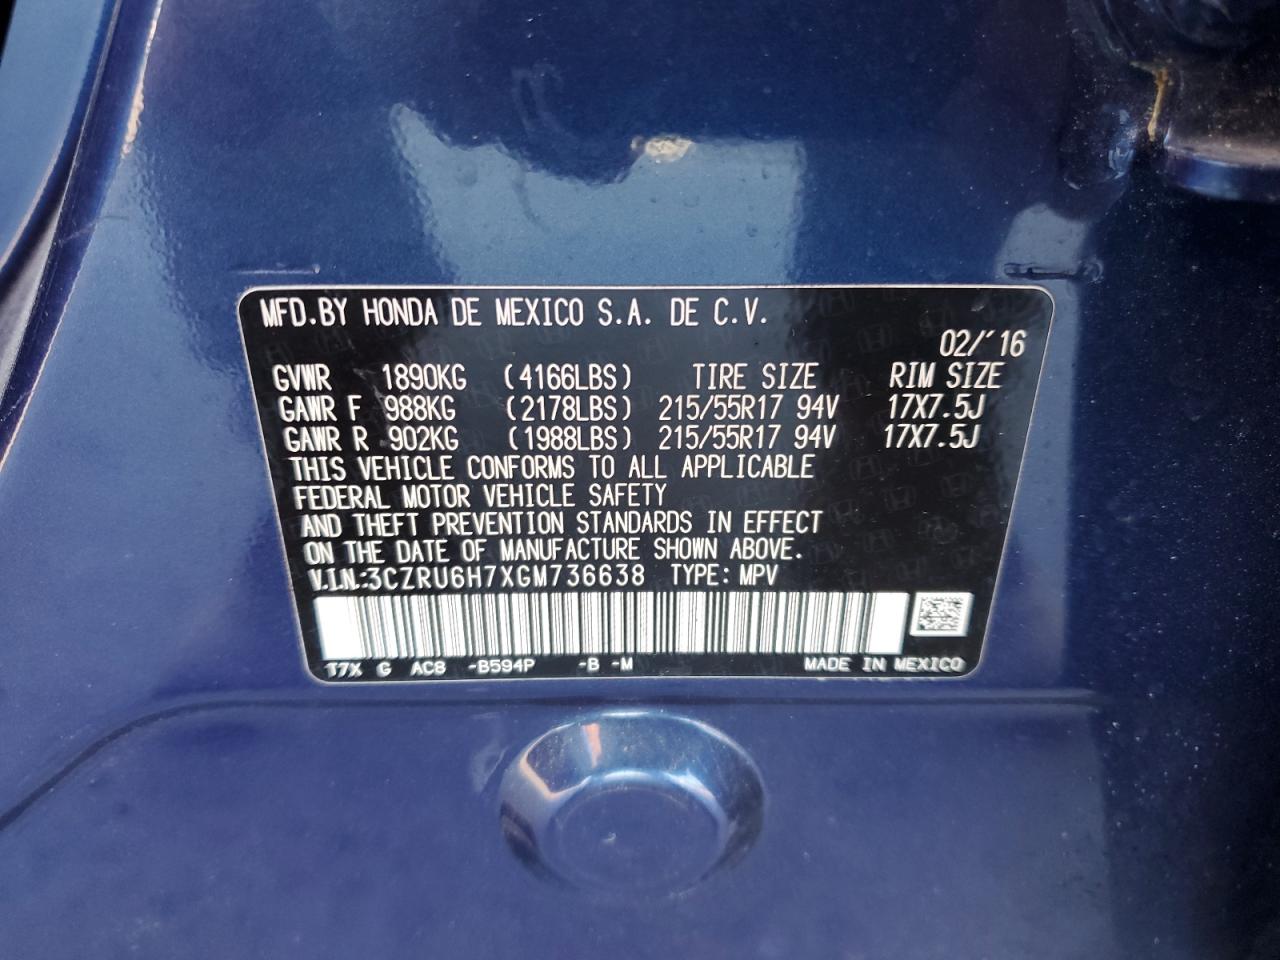 MFD.BY HONDA DE MEXICO S.A. DE C.V.
02/'16
GVWR 1890KG (4166LBS) TIRE SIZE RIM SIZE
GAWR F 988KG (2178LBS) 215/55R17 94V 17X7.5J
GAWR R 902KG (1988LBS) 215/55R17 94V 17X7.5J
THIS VEHICLE CONFORMS TO ALL APPLICABLE
FEDERAL MOTOR VEHICLE SAFETY
AND THEFT PREVENTION STANDARDS IN EFFECT
ON THE DATE OF MANUFACTURE SHOWN ABOVE.
V.I.N.:3CZRU6H7XGM736638 TYPE: MPV
T7X G AC8 -B594P -B -M MADE IN MEXICO